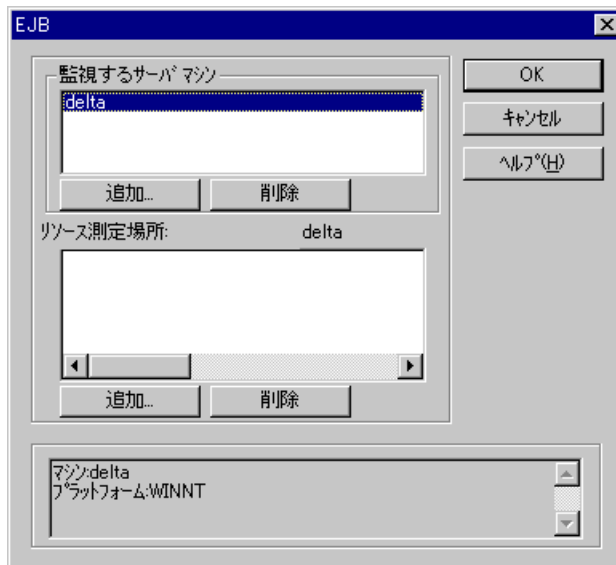 EJB
監視するサーバ マシン
delta
追加...
削除
リソース測定場所:
delta
追加...
削除
OK
キャンセル
ヘルプ(H)
マシン:delta
プラットフォーム:WINNT